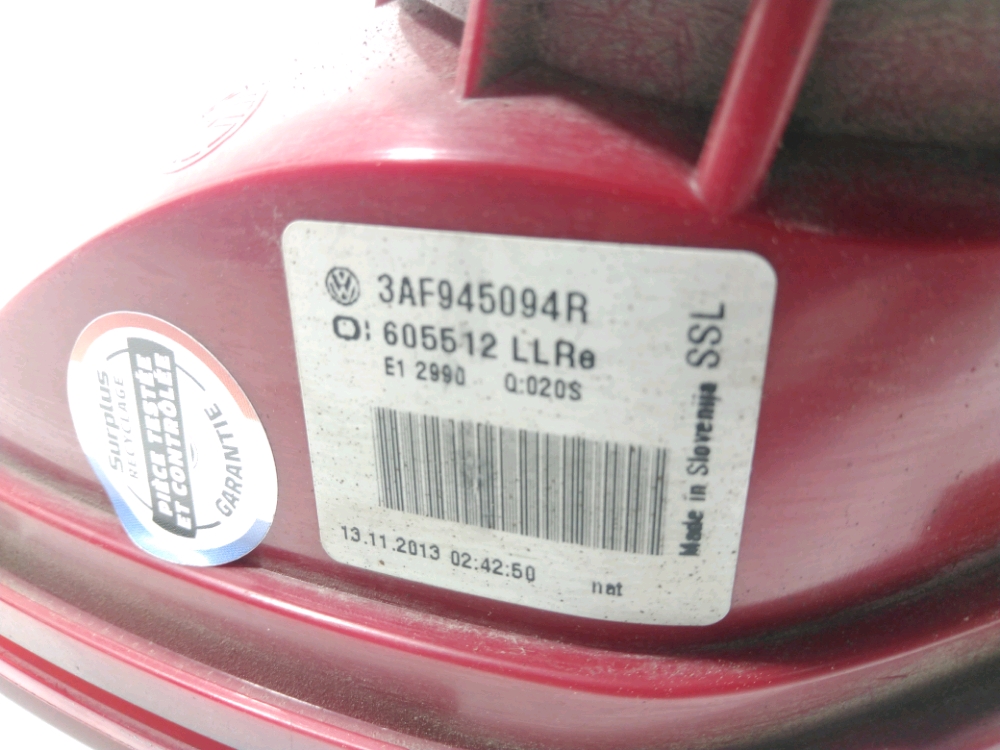 3AF945094R
605512 LLRe
E1 2990 Q:020S
13.11.2013 02:42:50
nat
Made in Slovenija SSL
Surplus
RECYCLAGE
PIECE TESTÉE
ET CONTRÔLÉE
GARANTIE